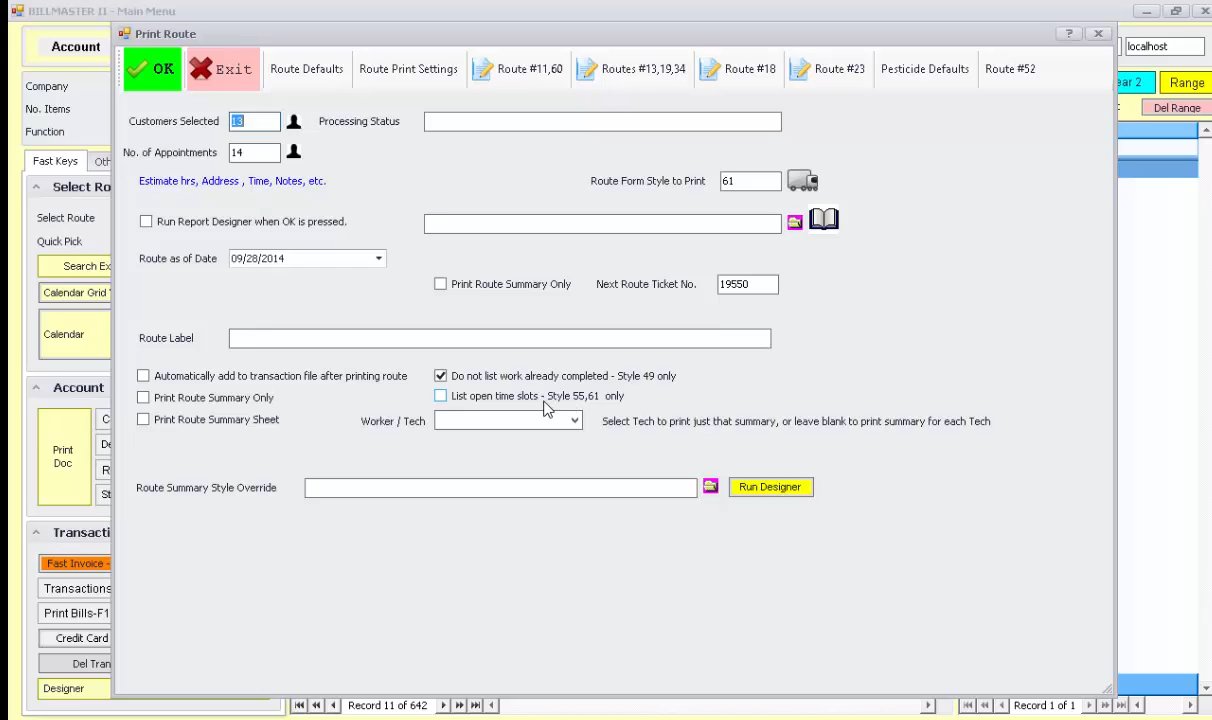 BILLMASTER II - Main Menu
Account
Company
No. Items
Function
Fast Keys
Select Ro
Select Route
Quick Pick
Search Ex
Calendar Grid
Calendar
Account
Print
Doc
Transacti
Fast Invoice -
Transactions
Print Bills-F1
Credit Card
Del Tran
Designer
Print Route
?
OK
Exit
Route Defaults
Route Print Settings
Route #11,60
Routes #13,19,34
Route #18
Route #23
Pesticide Defaults
Route #52
Customers Selected 13
Processing Status
No. of Appointments 14
Estimate hrs, Address , Time, Notes, etc.
Route Form Style to Print 61
Run Report Designer when OK is pressed.
Route as of Date 09/28/2014
Print Route Summary Only
Next Route Ticket No. 19550
Route Label
Automatically add to transaction file after printing route
Do not list work already completed - Style 49 only
Print Route Summary Only
List open time slots - Style 55,61 only
Print Route Summary Sheet
Worker / Tech
Select Tech to print just that summary, or leave blank to print summary for each Tech
Route Summary Style Override
Run Designer
localhost
ear 2
Range
Del Range
Record 11 of 642
Record 1 of 1